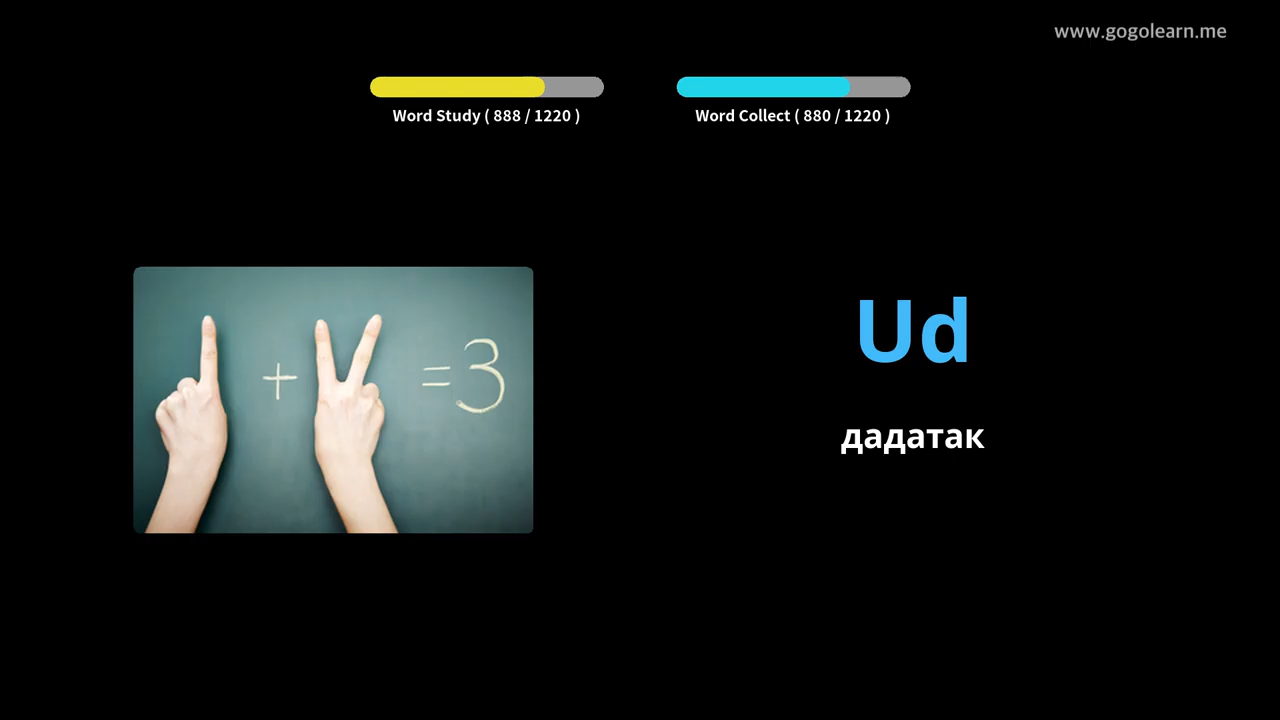 www.gogolearn.me
Word Study ( 888 / 1220 )
Word Collect ( 880 / 1220 )
+ = 3
Ud
дадатак